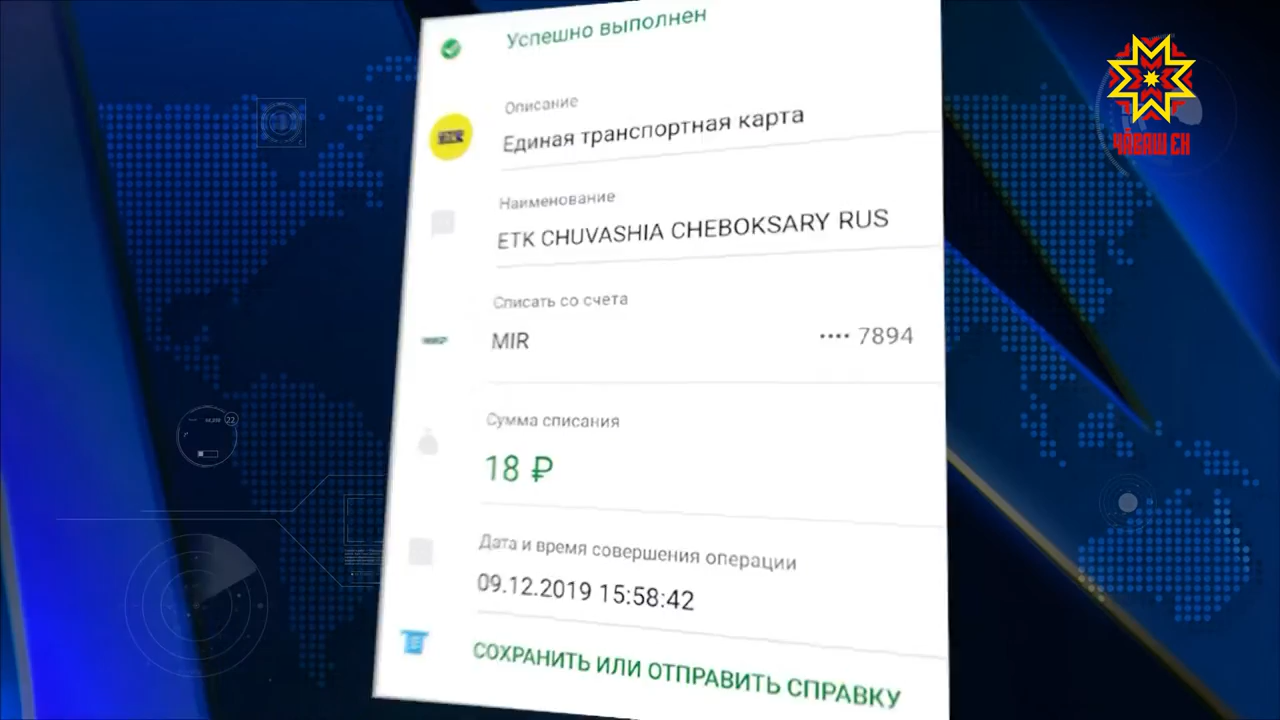 Успешно выполнен
Описание
Единая транспортная карта
Наименование
ETK CHUVASHIA CHEBOKSARY RUS
Списать со счета
MIR
•••• 7894
Сумма списания
18 ₽
Дата и время совершения операции
09.12.2019 15:58:42
СОХРАНИТЬ ИЛИ ОТПРАВИТЬ СПРАВКУ
ЧӐВАШ ЕН
22